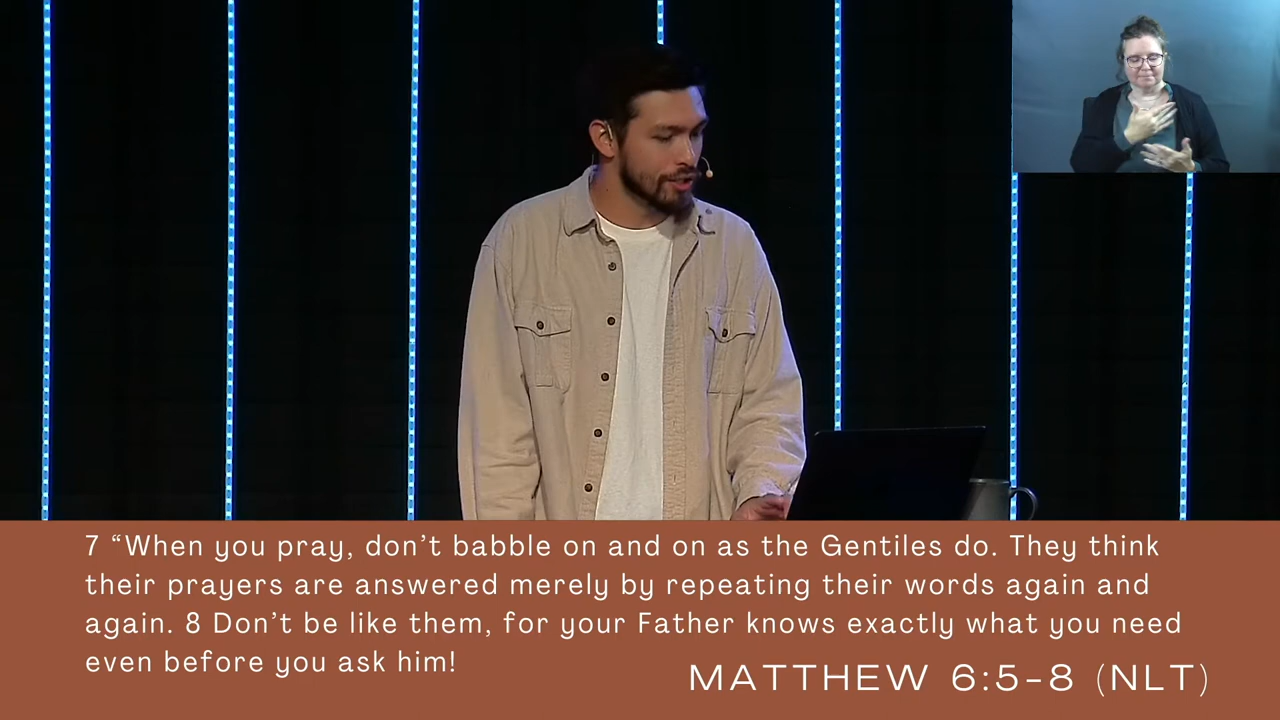 7 “When you pray, don’t babble on and on as the Gentiles do. They think
their prayers are answered merely by repeating their words again and
again. 8 Don’t be like them, for your Father knows exactly what you need
even before you ask him!
MATTHEW 6:5-8 (NLT)